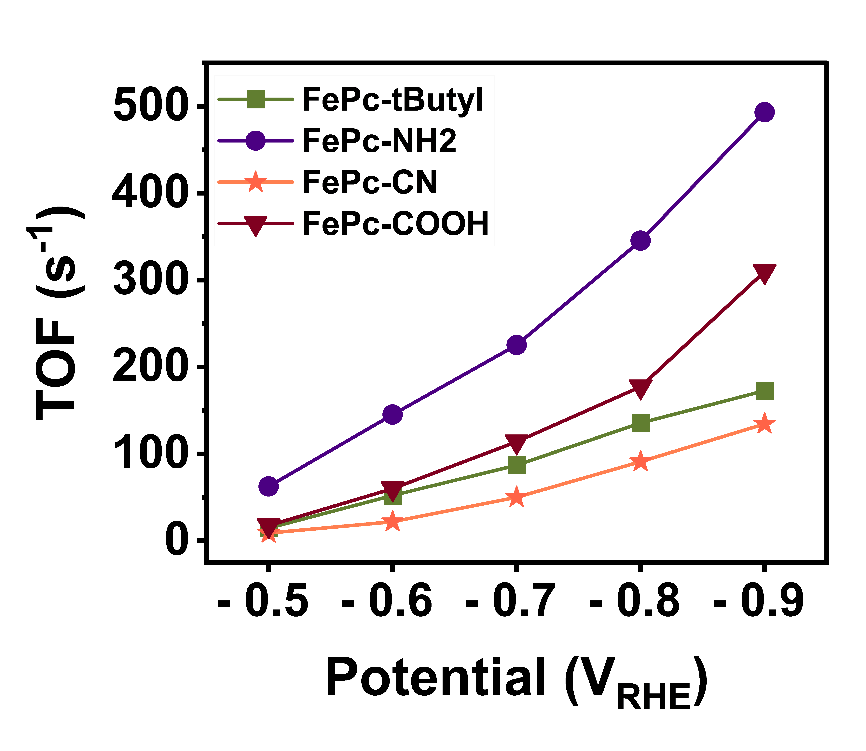 FePc-tButyl
FePc-NH2
FePc-CN
FePc-COOH
500
400
300
200
100
0
TOF (s-1)
- 0.5 - 0.6 - 0.7 - 0.8 - 0.9
Potential (VRHE)